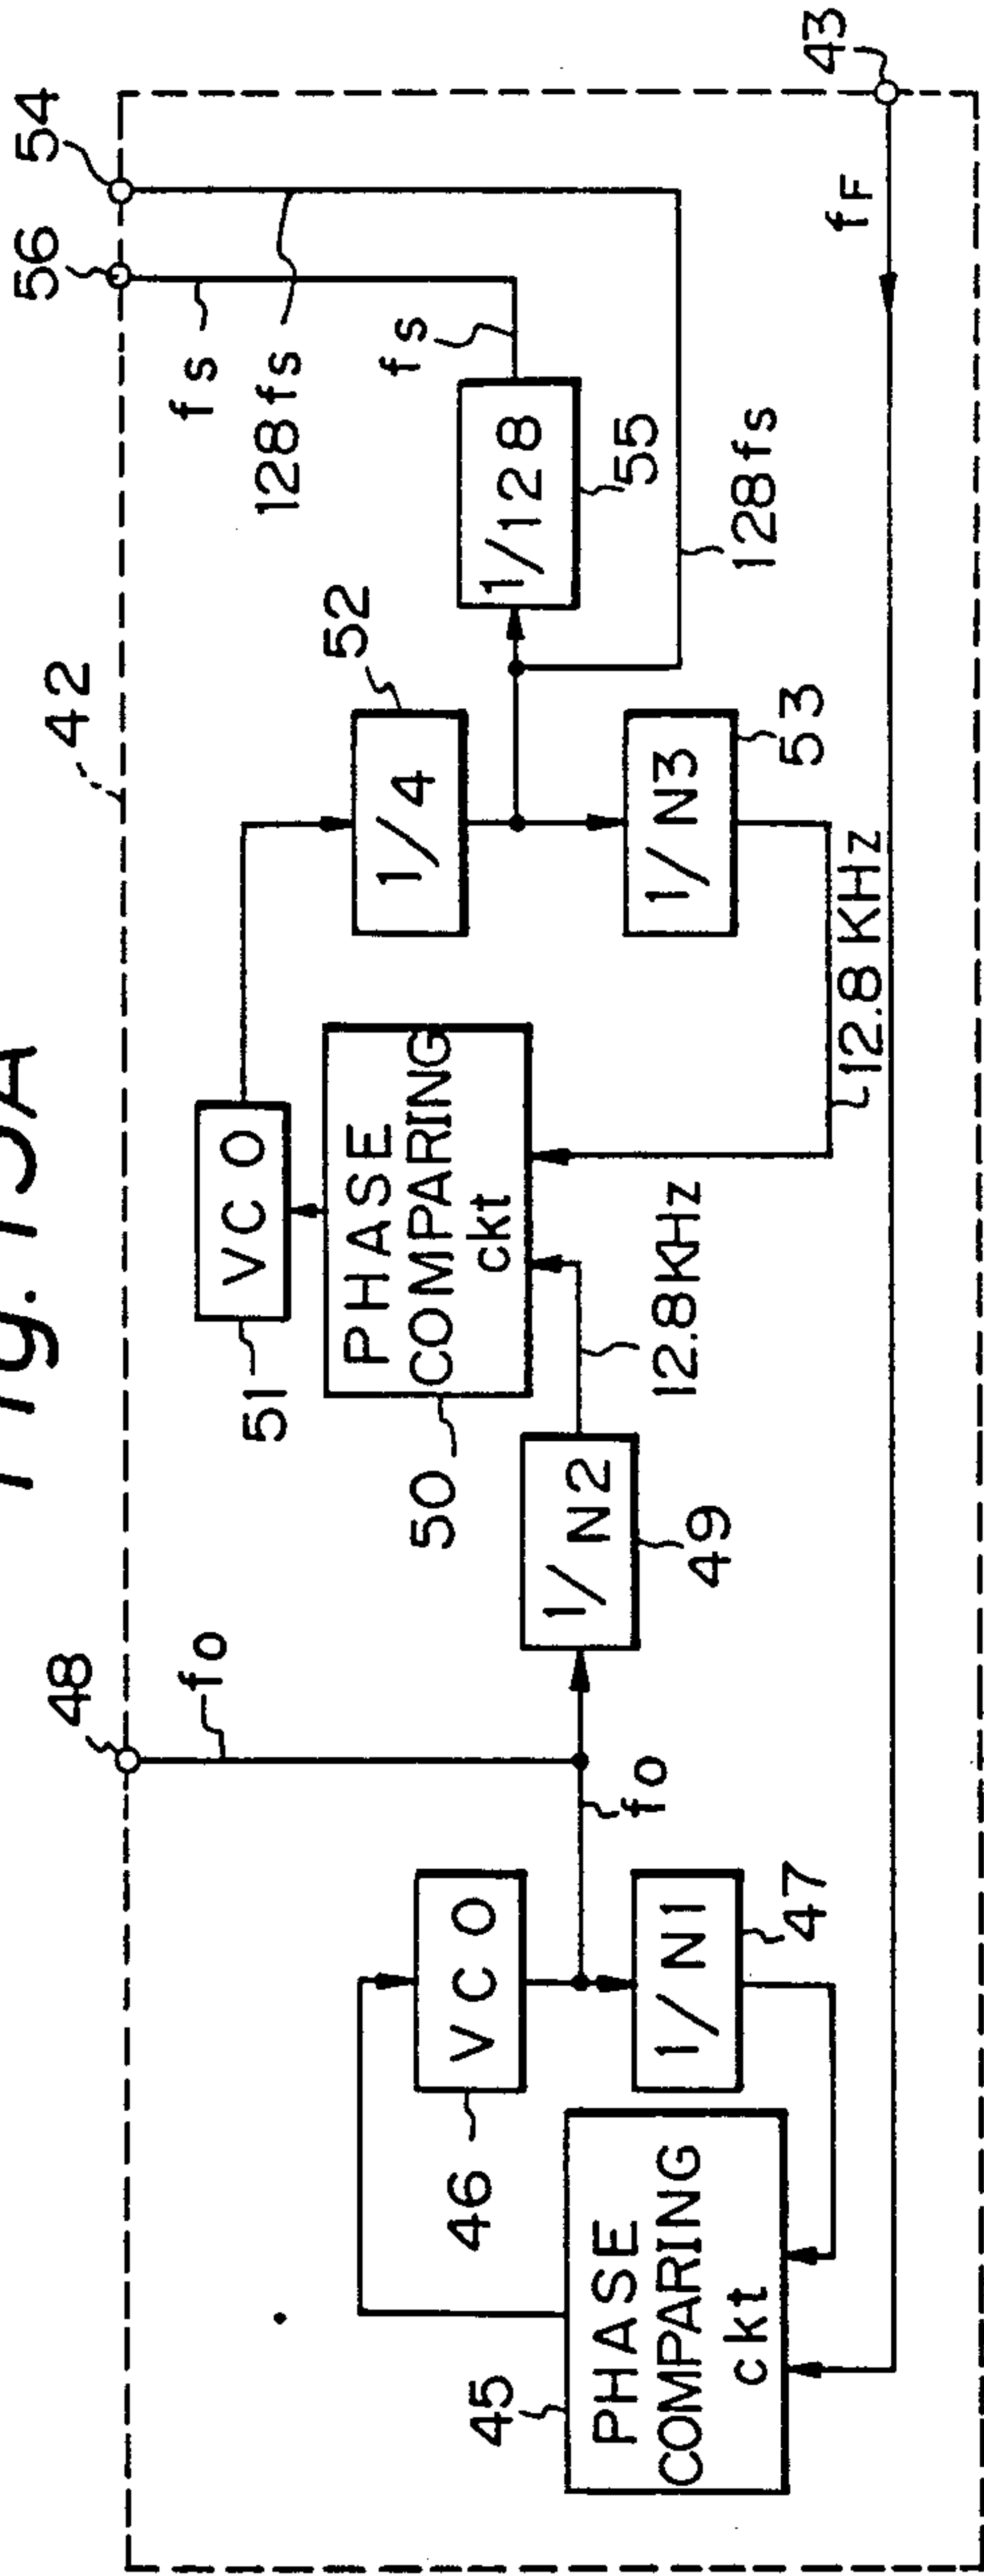 Fig.
42
48
56
54
fo
fs
128fs
51
VCO
52
1/4
fs
46
VCO
50
PHASE
COMPARING
ckt
1/128
55
45
PHASE
COMPARING
ckt
fo
1/N2
49
1/N1
47
12.8KHz
1/N3
53
128fs
12.8KHz
fF
43